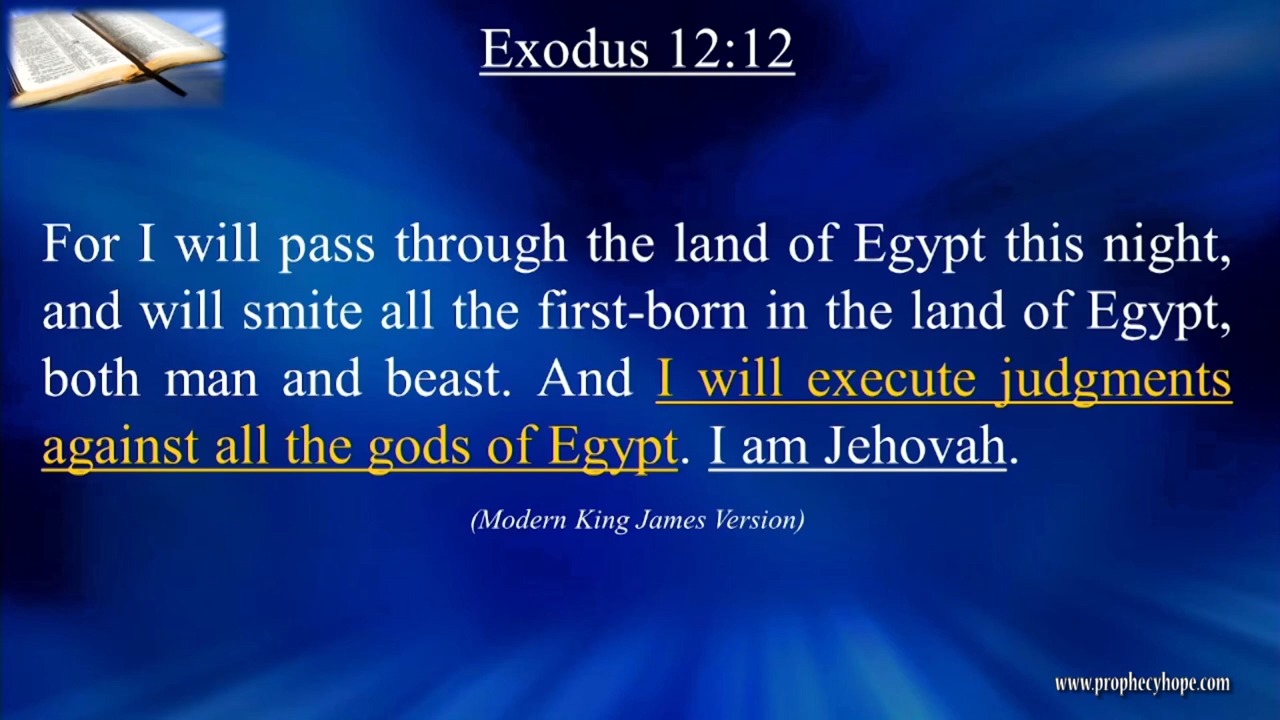 Exodus 12:12
For I will pass through the land of Egypt this night,
and will smite all the first-born in the land of Egypt,
both man and beast. And I will execute judgments
against all the gods of Egypt. I am Jehovah.
(Modern King James Version)
www.prophecyhope.com